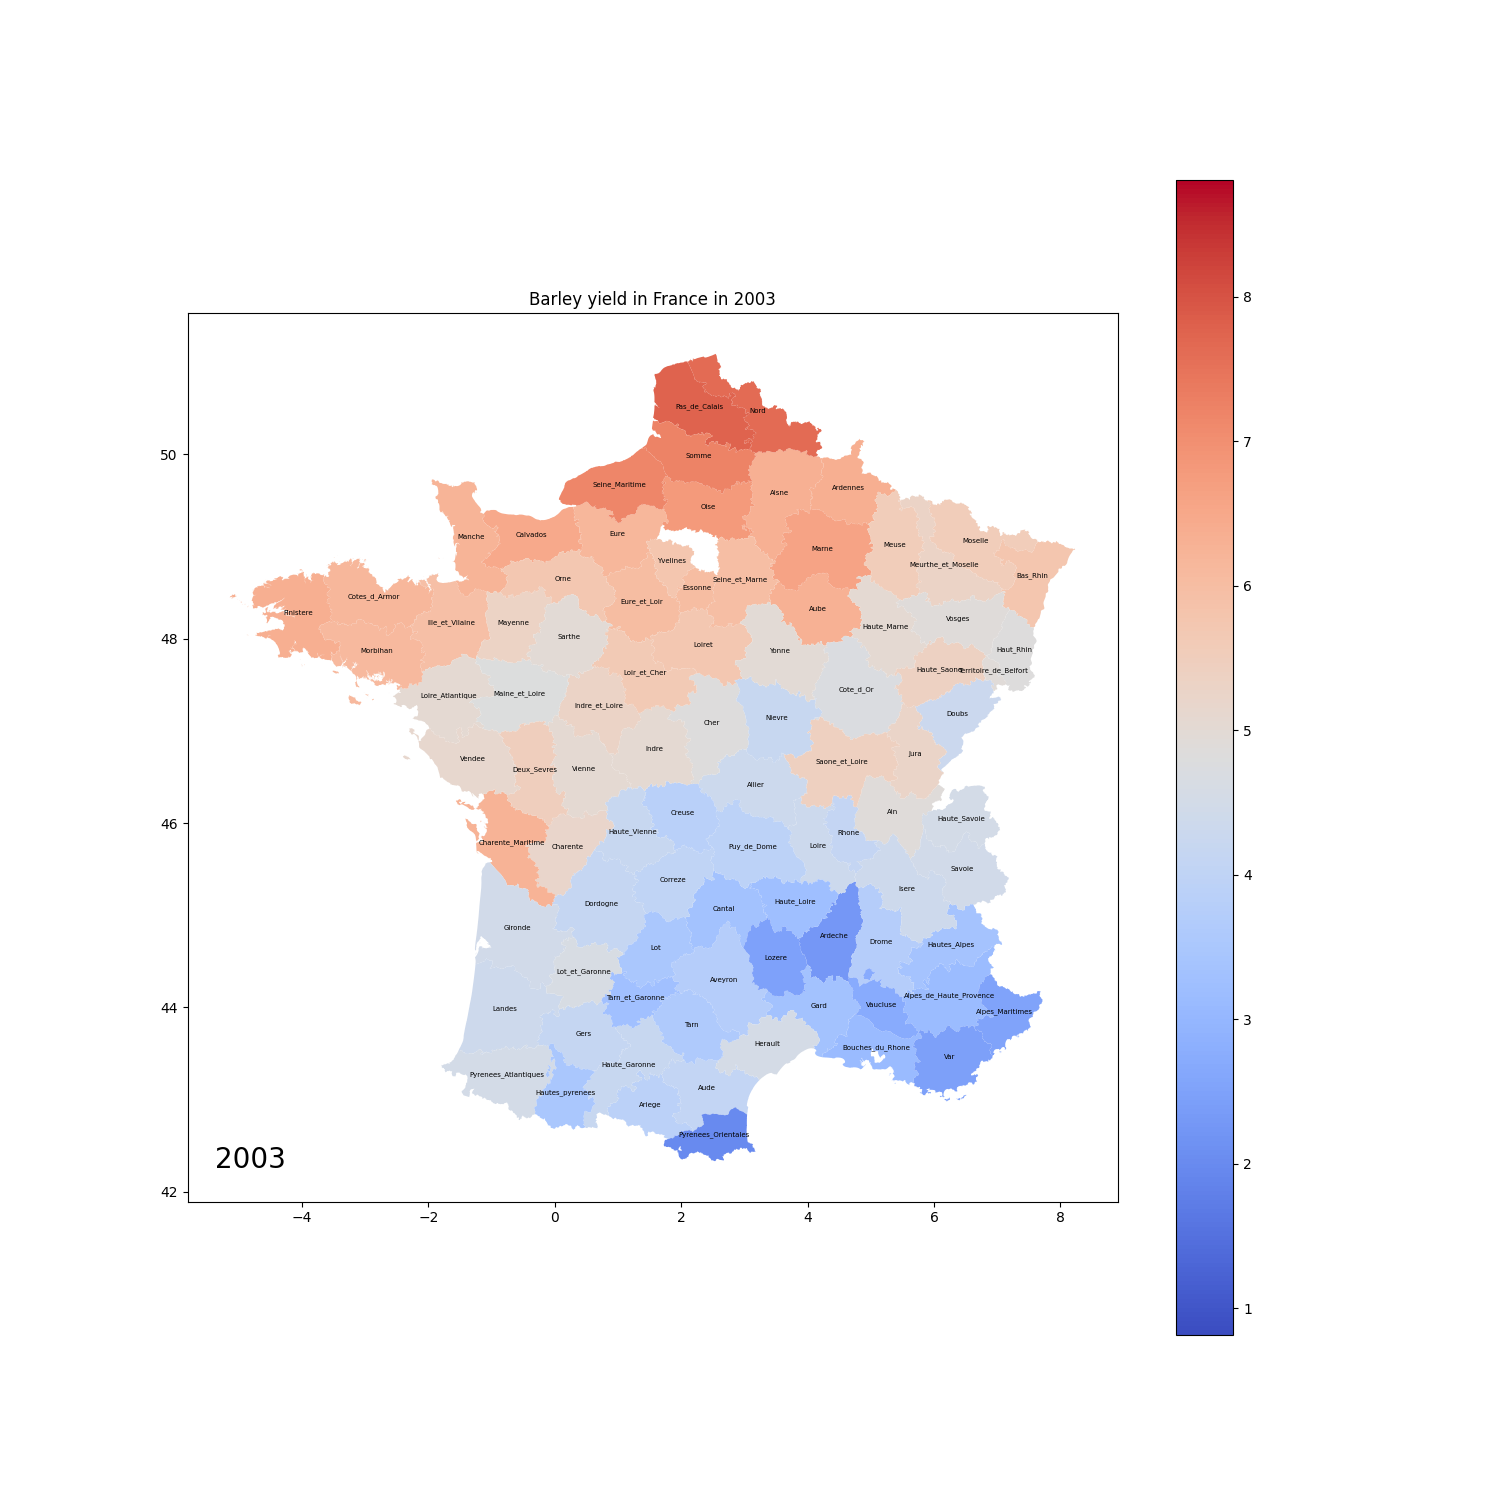 Barley yield in France in 2003
8
7
6
5
4
3
2
1
50
48
46
44
42
−4
−2
0
2
4
6
8
Pas_de_Calais
Nord
Somme
Seine_Maritime
Oise
Aisne
Ardennes
Manche
Calvados
Eure
Marne
Meuse
Moselle
Yvelines
Meurthe_et_Moselle
Bas_Rhin
Orne
Essonne
Seine_et_Marne
Cotes_d_Armor
Finistere
Eure_et_Loir
Aube
Ille_et_Vilaine
Mayenne
Vosges
Haute_Marne
Sarthe
Loiret
Yonne
Haut_Rhin
Morbihan
Loir_et_Cher
Haute_Saone
Territoire_de_Belfort
Loire_Atlantique
Maine_et_Loire
Cote_d_Or
Indre_et_Loire
Cher
Nievre
Doubs
Indre
Jura
Vendee
Deux_Sevres
Vienne
Saone_et_Loire
Allier
Creuse
Ain
Haute_Savoie
Haute_Vienne
Rhone
Charente_Maritime
Charente
Puy_de_Dome
Loire
Savoie
Correze
Isere
Dordogne
Cantal
Haute_Loire
Gironde
Ardeche
Drome
Hautes_Alpes
Lot
Lozere
Lot_et_Garonne
Aveyron
Tarn_et_Garonne
Alpes_de_Haute_Provence
Landes
Gard
Vaucluse
Alpes_Maritimes
Tarn
Gers
Herault
Bouches_du_Rhone
Var
Haute_Garonne
Pyrenees_Atlantiques
Aude
Hautes_pyrenees
Ariege
Pyrenees_Orientales
2003